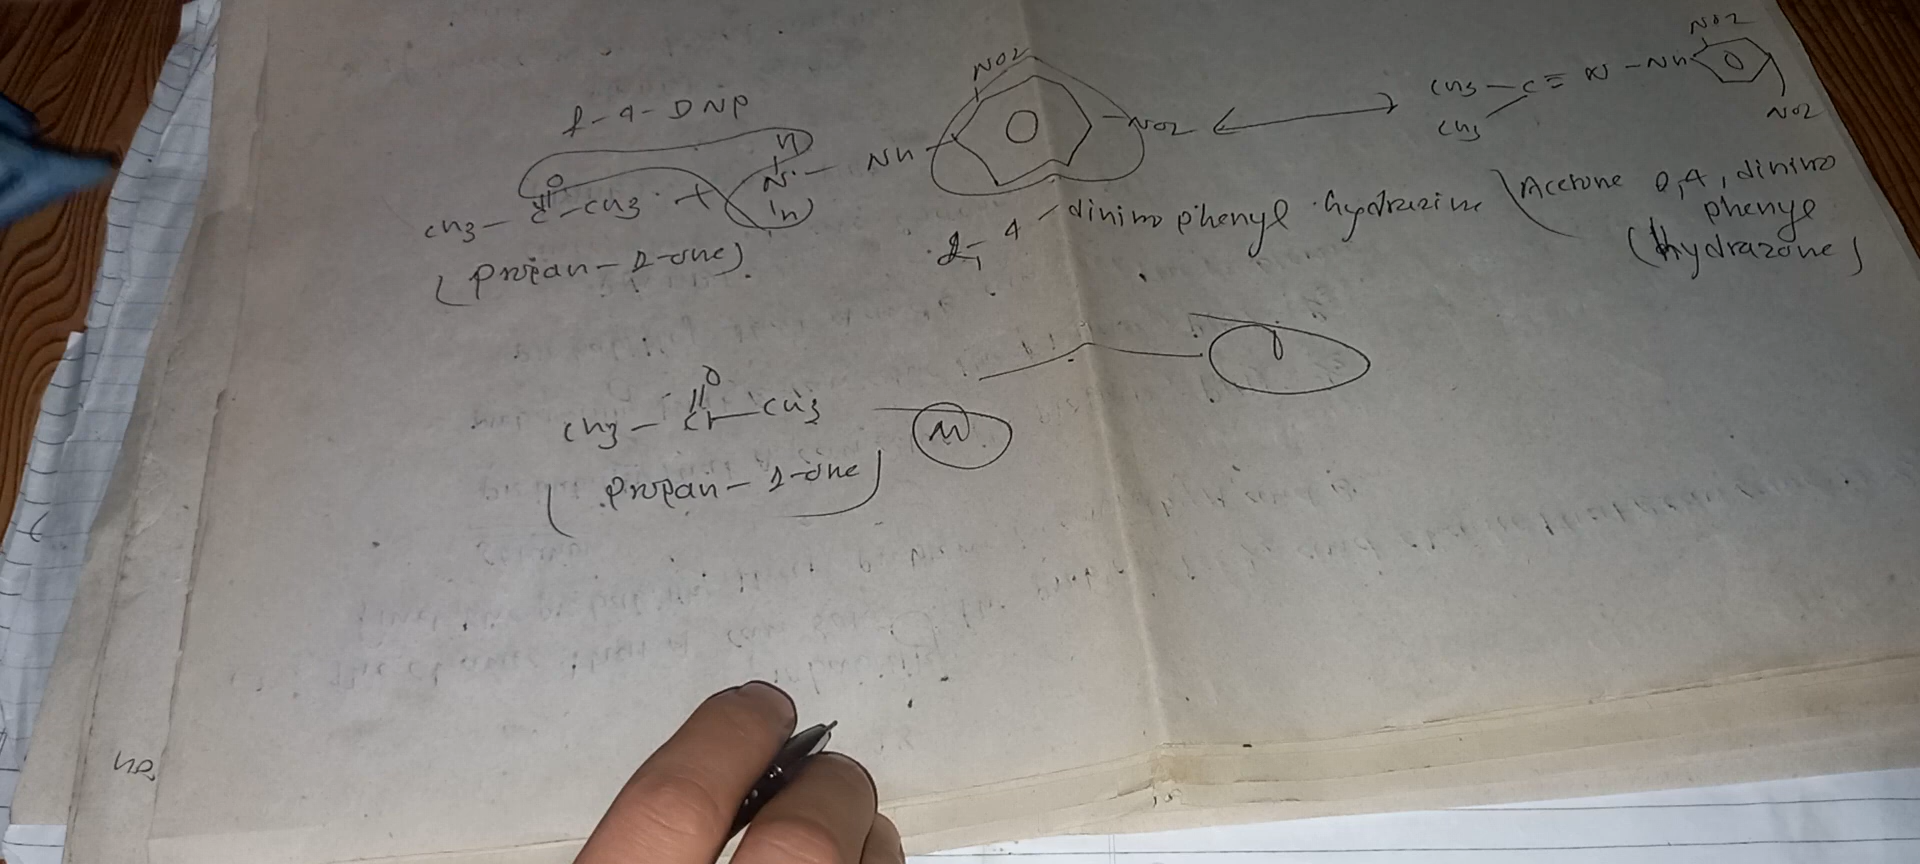 2-4-DNP
CH3 - C - CH3 + N - NH
O
H
H
NO2
NO2
CH3 - C = N - NH
CH3
NO2
NO2
(Propan-2-one)
2,4-dinitro phenyl hydrazine
Acetone 2,4, dinitro
phenyl
(hydrazone)
O
CH3 - C - CH3
(Propan-2-one)